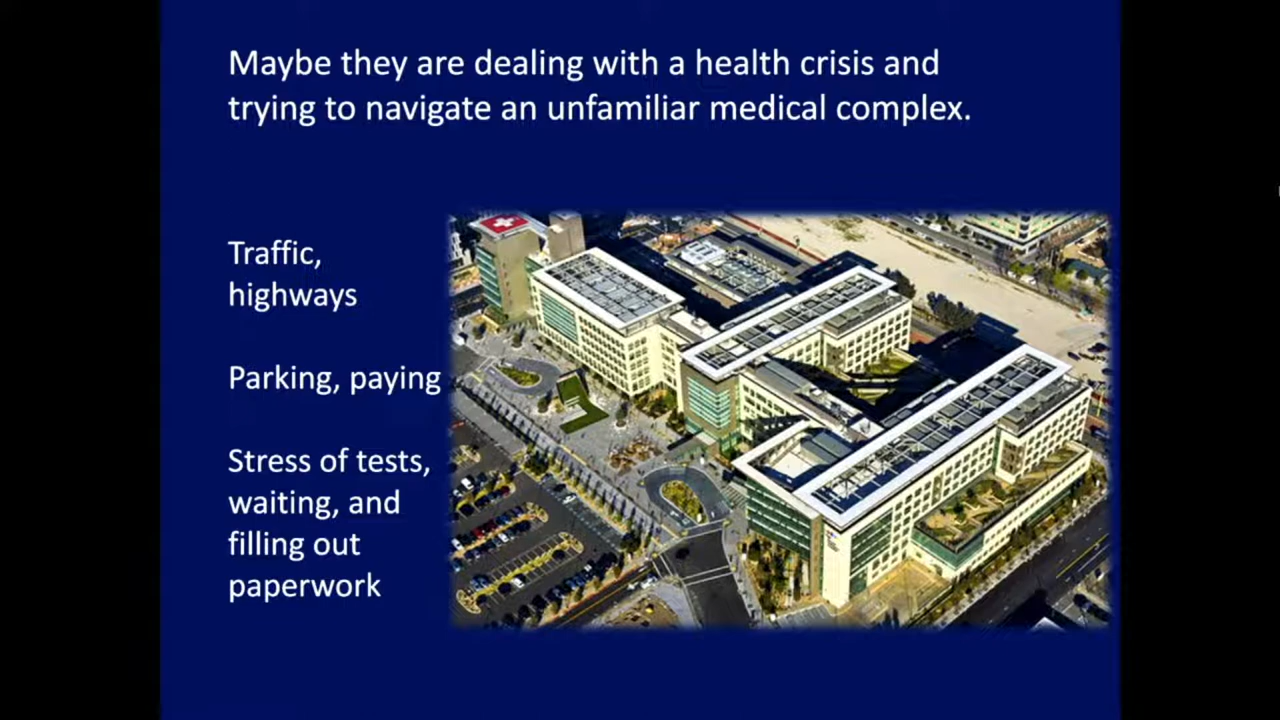 Maybe they are dealing with a health crisis and
trying to navigate an unfamiliar medical complex.
Traffic,
highways
Parking, paying
Stress of tests,
waiting, and
filling out
paperwork